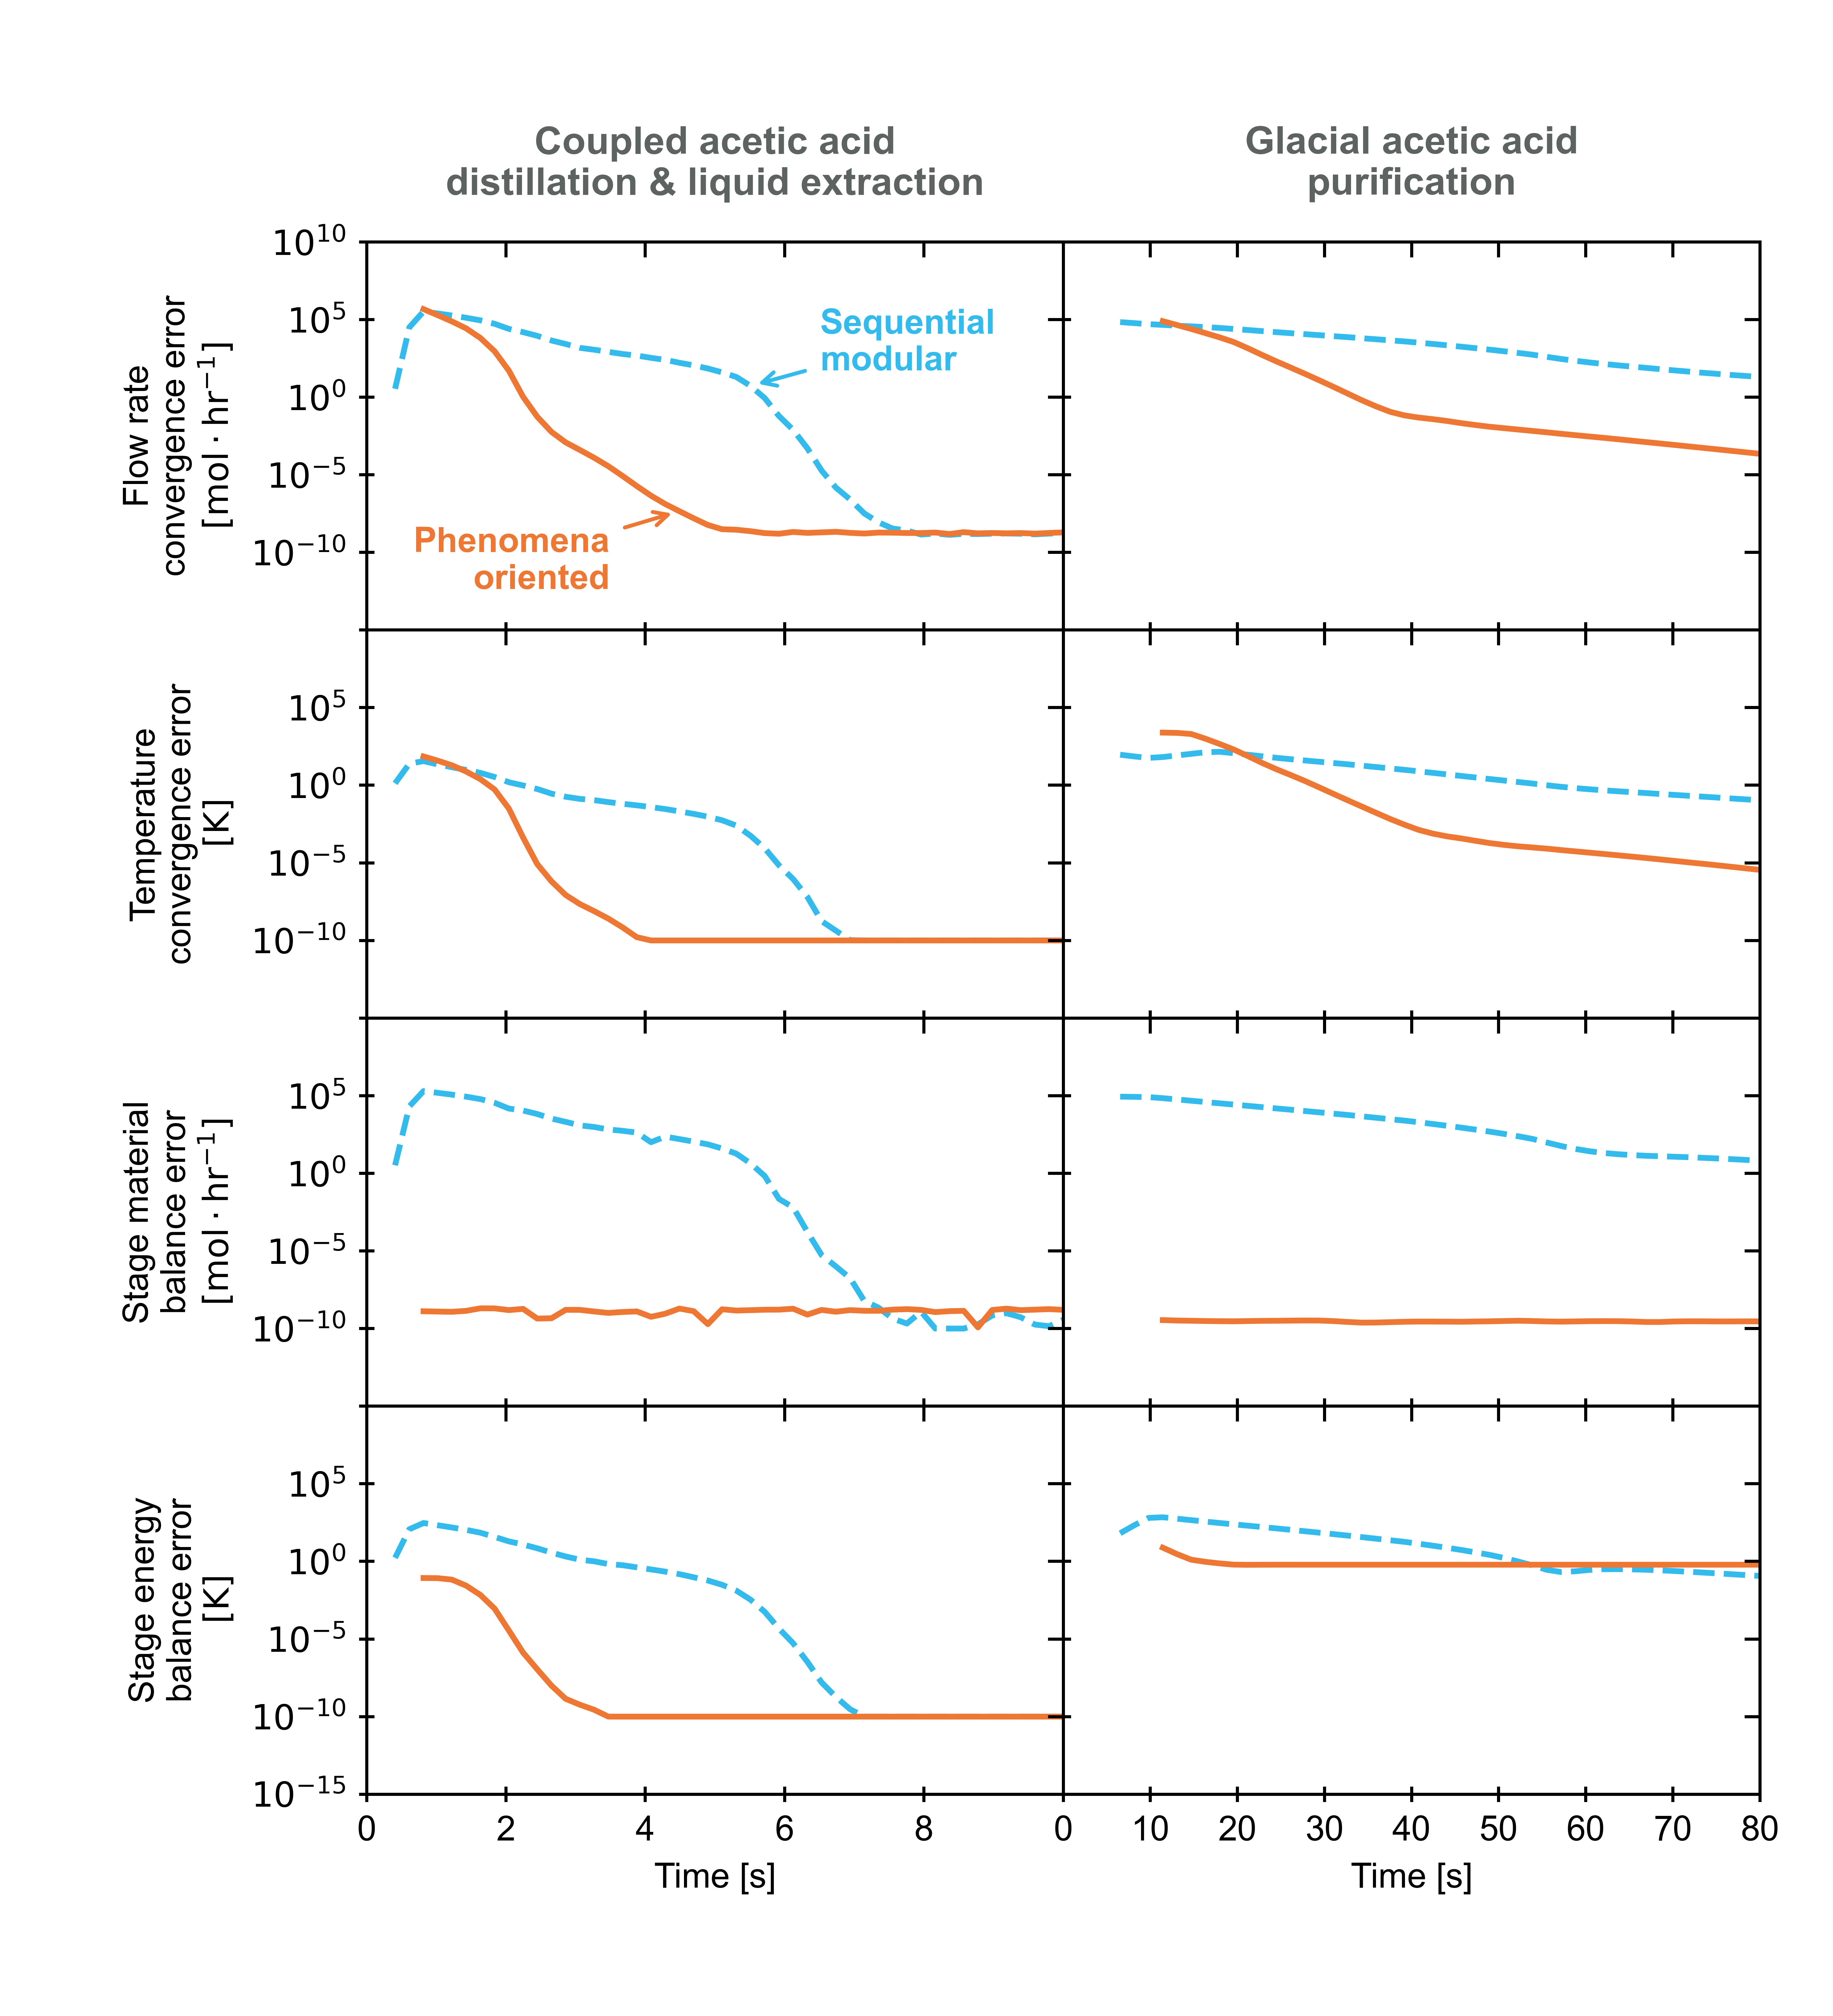 Coupled acetic acid
distillation & liquid extraction
Glacial acetic acid
purification
Flow rate
convergence error
[mol · hr⁻¹]
10¹⁰
10⁵
10⁰
10⁻⁵
10⁻¹⁰
Sequential
modular
Phenomena
oriented
Temperature
convergence error
[K]
10⁵
10⁰
10⁻⁵
10⁻¹⁰
Stage material
balance error
[mol · hr⁻¹]
10⁵
10⁰
10⁻⁵
10⁻¹⁰
Stage energy
balance error
[K]
10⁵
10⁰
10⁻⁵
10⁻¹⁰
10⁻¹⁵
0 2 4 6 8 0 10 20 30 40 50 60 70 80
Time [s]
Time [s]